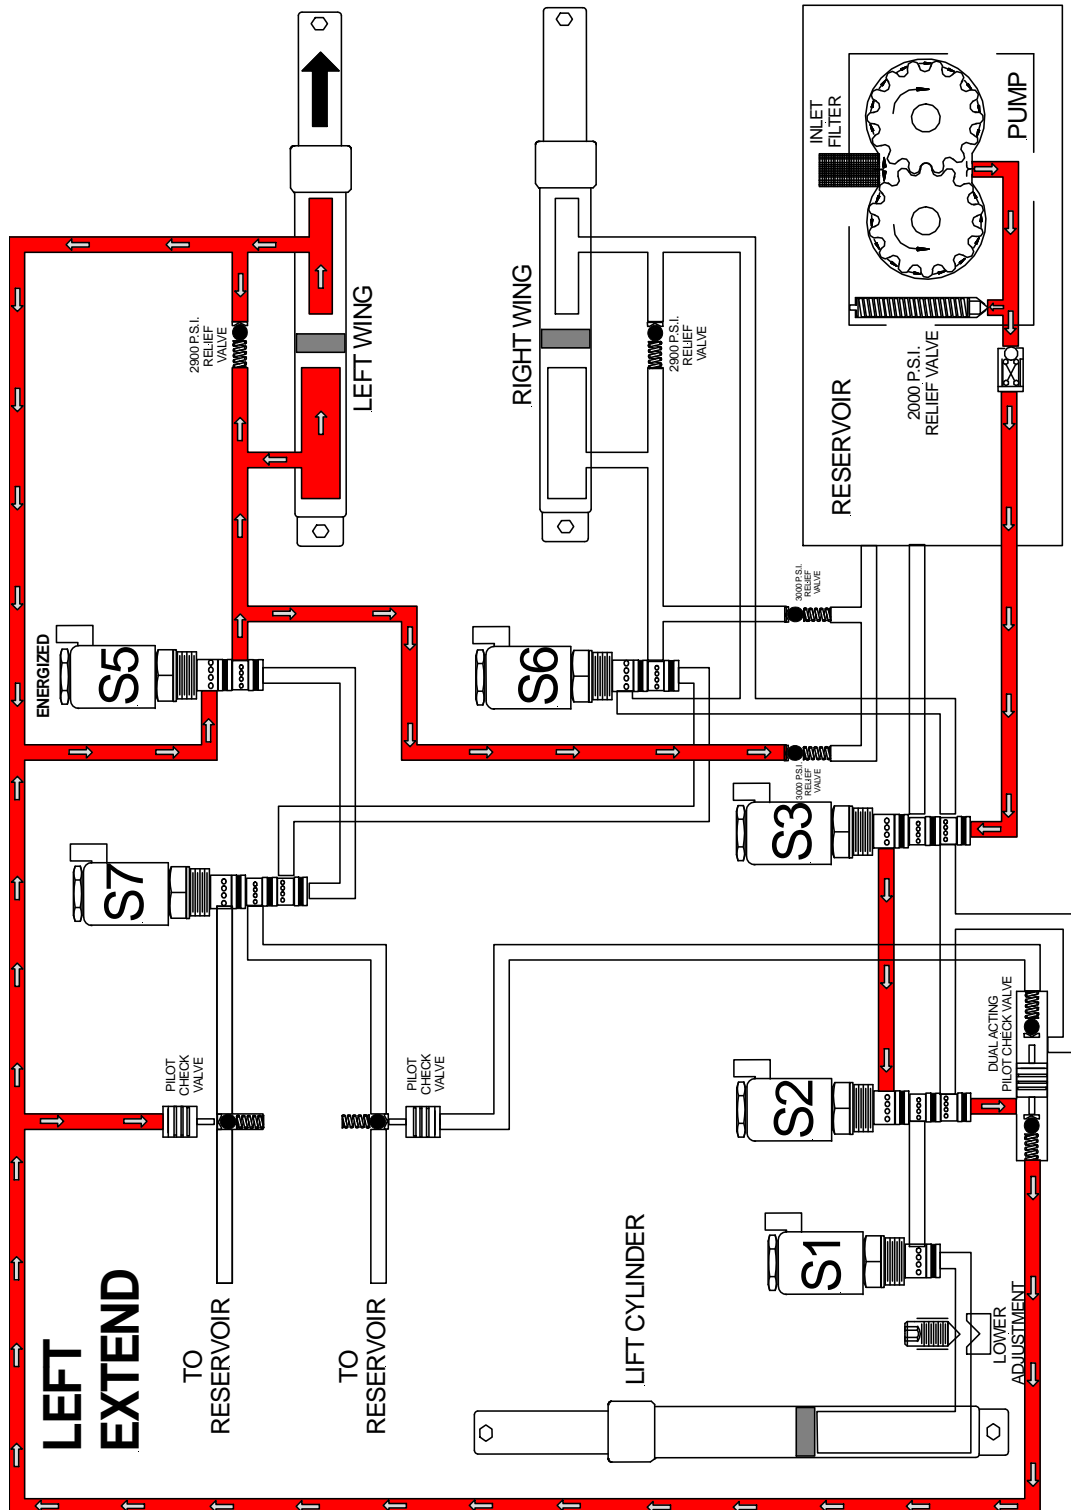 LEFT
EXTEND
TO
RESERVOIR
TO
RESERVOIR
LIFT CYLINDER
LOWER
ADJUSTMENT
S1
S2
DUAL ACTING
PILOT CHECK VALVE
PILOT
CHECK
VALVE
PILOT
CHECK
VALVE
S7
S3
3000 P.S.I.
RELIEF
VALVE
3000 P.S.I.
RELIEF
VALVE
ENERGIZED
S5
S6
2900 P.S.I.
RELIEF
VALVE
LEFT WING
RIGHT WING
2900 P.S.I.
RELIEF
VALVE
RESERVOIR
2000 P.S.I.
RELIEF VALVE
INLET
FILTER
PUMP